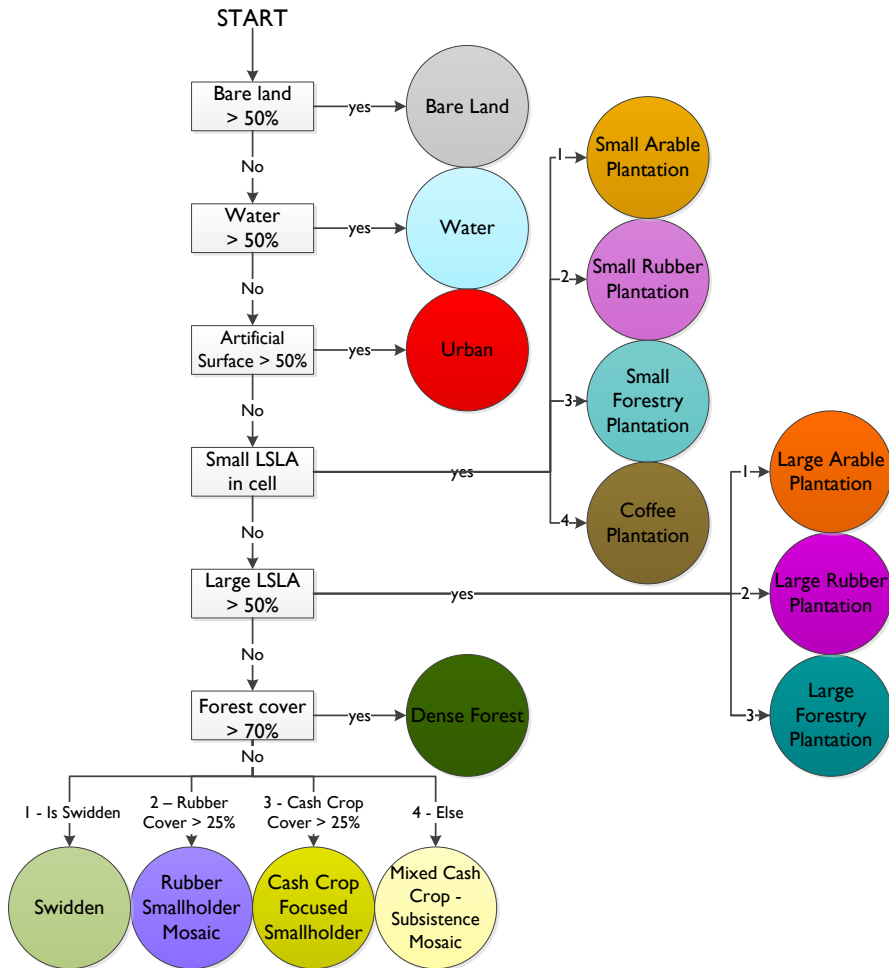 START
Bare land
> 50%
yes
Bare Land
No
1
Small Arable
Plantation
Water
> 50%
yes
Water
2
Small Rubber
Plantation
No
Artificial
Surface > 50%
yes
Urban
3
Small
Forestry
Plantation
No
Small LSLA
in cell
yes
1
Large Arable
Plantation
4
Coffee
Plantation
No
Large LSLA
> 50%
yes
2
Large Rubber
Plantation
No
Forest cover
> 70%
yes
Dense Forest
3
Large
Forestry
Plantation
No
1 - Is Swidden
2 – Rubber
Cover > 25%
3 - Cash Crop
Cover > 25%
4 - Else
Swidden
Rubber
Smallholder
Mosaic
Cash Crop
Focused
Smallholder
Mixed Cash
Crop -
Subsistence
Mosaic